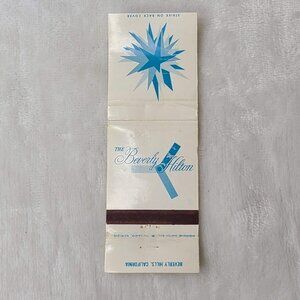 STRIKE ON BACK COVER
THE
Beverly
Hilton
BEVERLY HILLS, CALIFORNIA